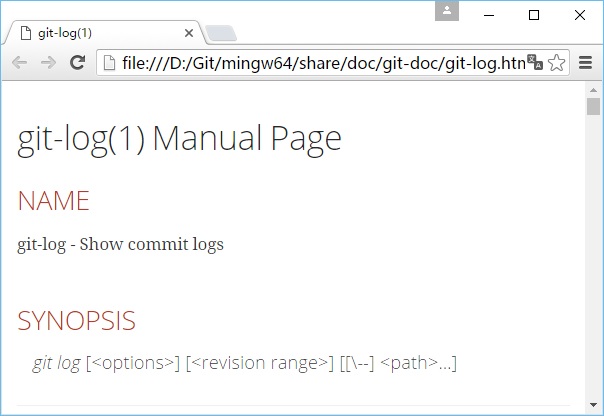 git-log(1)
file:///D:/Git/mingw64/share/doc/git-doc/git-log.htn
git-log(1) Manual Page
NAME
git-log - Show commit logs
SYNOPSIS
git log [<options>] [<revision range>] [[\--] <path>...]